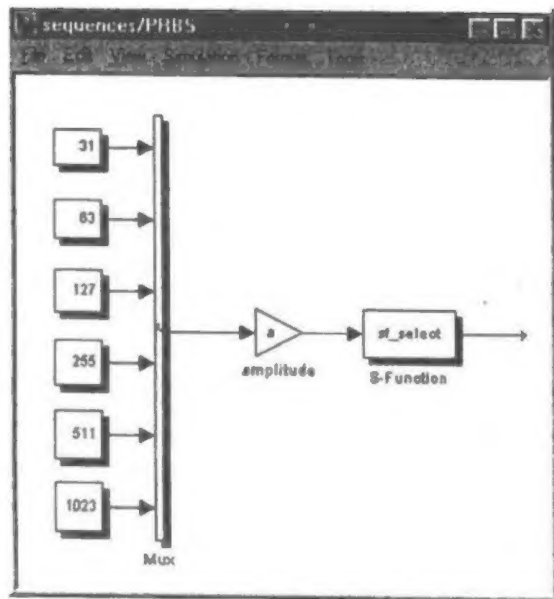 sequences/PRBS
31
63
127
255
511
1023
Mux
a
amplitude
sf_select
S-Function